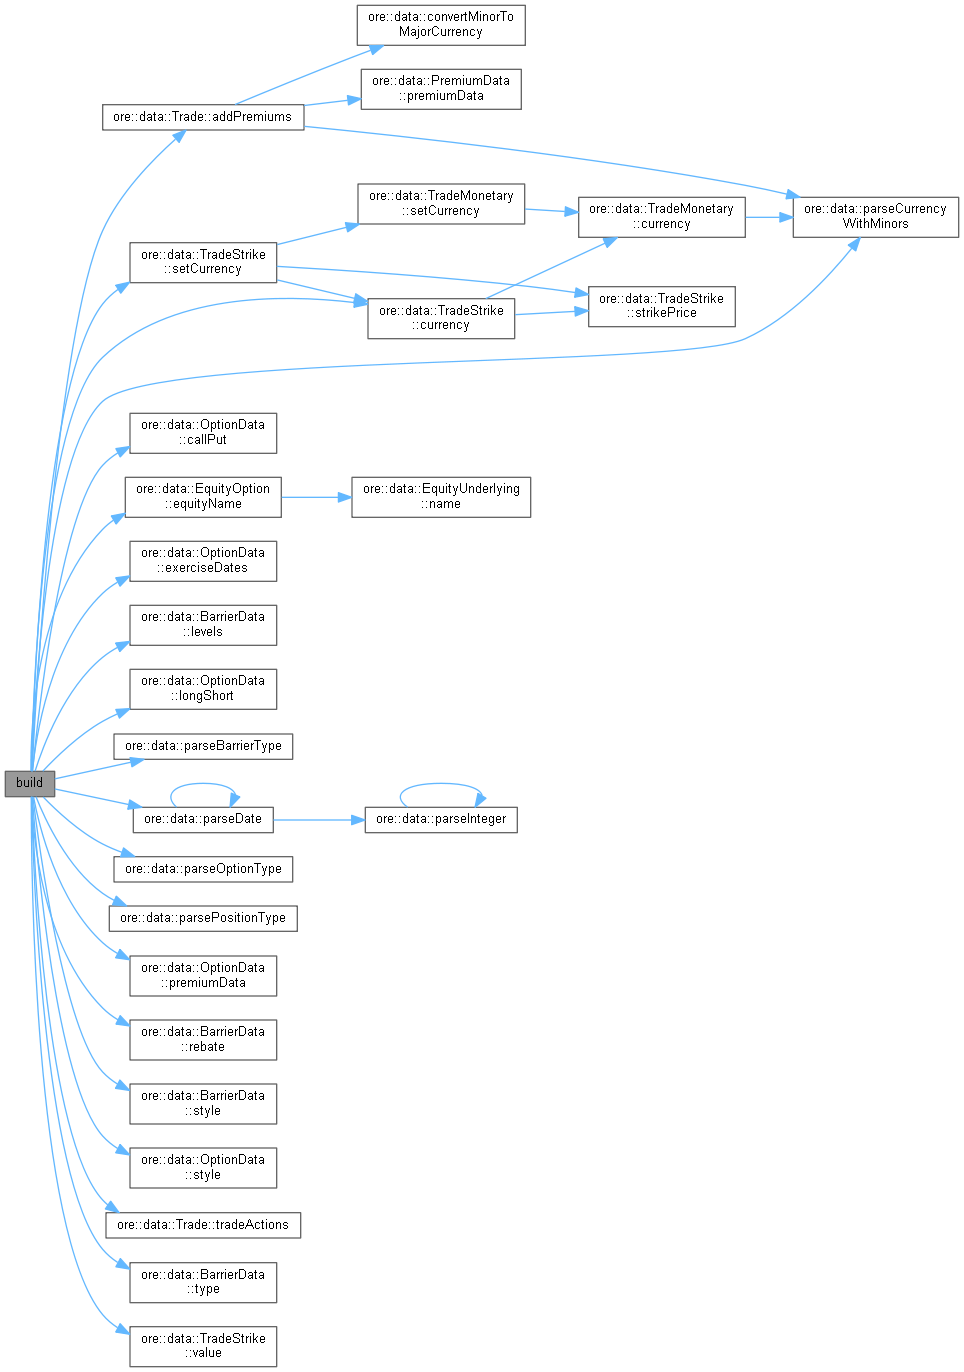 ore::data::convertMinorTo
MajorCurrency
ore::data::PremiumData
::premiumData
ore::data::Trade::addPremiums
ore::data::TradeMonetary
::setCurrency
ore::data::TradeMonetary
::currency
ore::data::parseCurrency
WithMinors
ore::data::TradeStrike
::setCurrency
ore::data::TradeStrike
::strikePrice
ore::data::TradeStrike
::currency
ore::data::OptionData
::callPut
ore::data::EquityOption
::equityName
ore::data::EquityUnderlying
::name
ore::data::OptionData
::exerciseDates
ore::data::BarrierData
::levels
ore::data::OptionData
::longShort
ore::data::parseBarrierType
build
ore::data::parseDate
ore::data::parseInteger
ore::data::parseOptionType
ore::data::parsePositionType
ore::data::OptionData
::premiumData
ore::data::BarrierData
::rebate
ore::data::BarrierData
::style
ore::data::OptionData
::style
ore::data::Trade::tradeActions
ore::data::BarrierData
::type
ore::data::TradeStrike
::value